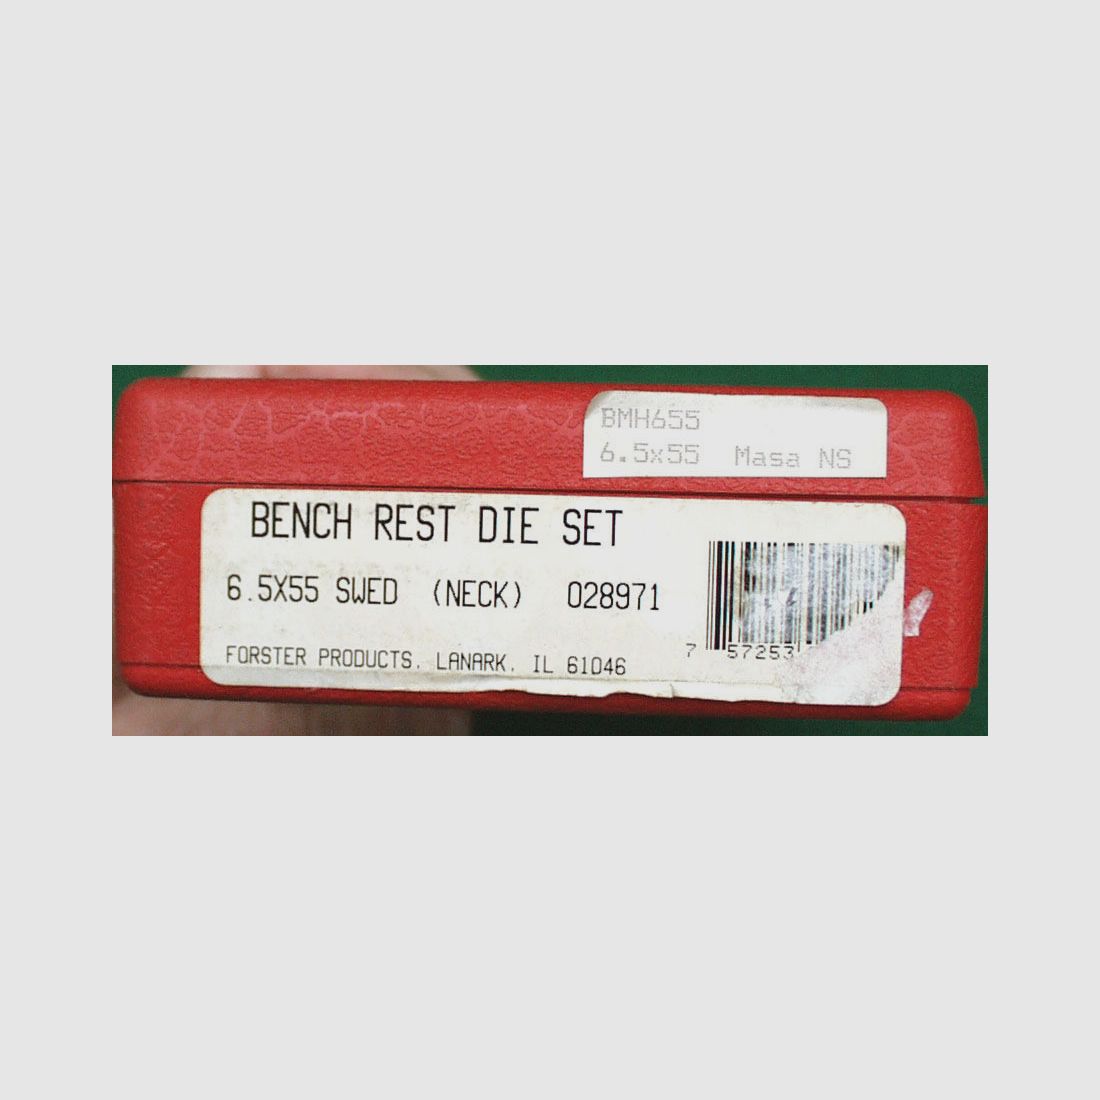 BMH655
6.5x55 Masa NS
BENCH REST DIE SET
6.5X55 SWED (NECK) 028971
7 57253
FORSTER PRODUCTS, LANARK, IL 61046